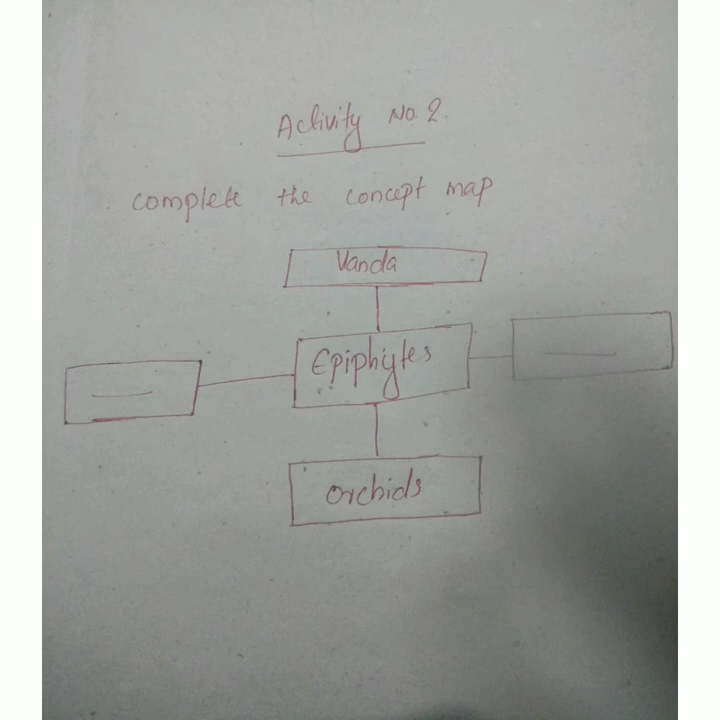 Activity No. 2.
complete the concept map
Vanda
Epiphytes
Orchids